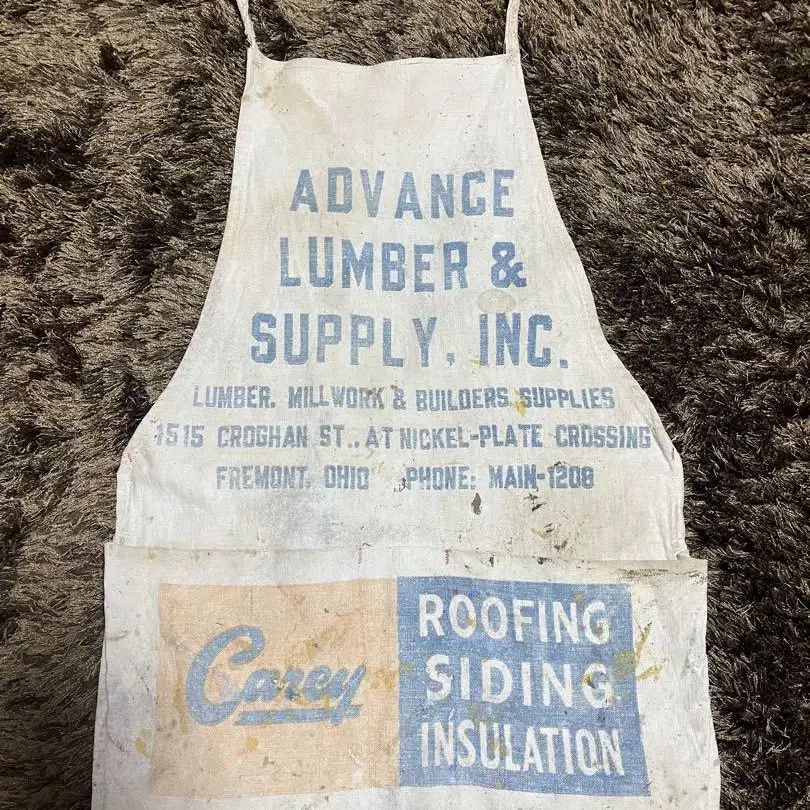 ADVANCE
LUMBER &
SUPPLY, INC.
LUMBER, MILLWORK & BUILDERS SUPPLIES
1515 CROGHAN ST., AT NICKEL-PLATE CROSSING
FREMONT, OHIO PHONE: MAIN-1208
Carey
ROOFING
SIDING
INSULATION